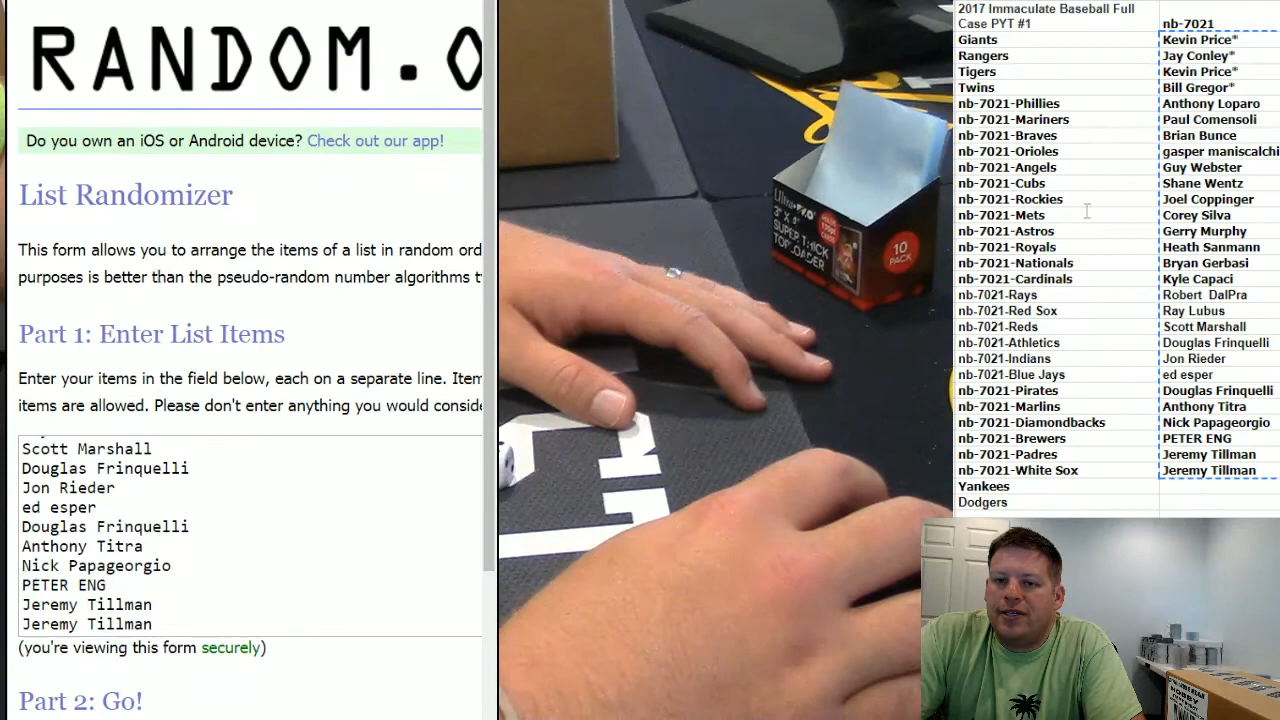 RANDOM.O
Do you own an iOS or Android device? Check out our app!
List Randomizer
This form allows you to arrange the items of a list in random ord
purposes is better than the pseudo-random number algorithms t
Part 1: Enter List Items
Enter your items in the field below, each on a separate line. Item
items are allowed. Please don't enter anything you would conside
Scott Marshall
Douglas Frinquelli
Jon Rieder
ed esper
Douglas Frinquelli
Anthony Titra
Nick Papageorgio
PETER ENG
Jeremy Tillman
Jeremy Tillman
(you're viewing this form securely)
Part 2: Go!
Ultra-PRO
3" X 4"
SUPER THICK
TOPLOADER
10
PACK
2017 Immaculate Baseball Full
Case PYT #1 nb-7021
Giants Kevin Price*
Rangers Jay Conley*
Tigers Kevin Price*
Twins Bill Gregor*
nb-7021-Phillies Anthony Loparo
nb-7021-Mariners Paul Comensoli
nb-7021-Braves Brian Bunce
nb-7021-Orioles gasper maniscalchi
nb-7021-Angels Guy Webster
nb-7021-Cubs Shane Wentz
nb-7021-Rockies Joel Coppinger
nb-7021-Mets Corey Silva
nb-7021-Astros Gerry Murphy
nb-7021-Royals Heath Sanmann
nb-7021-Nationals Bryan Gerbasi
nb-7021-Cardinals Kyle Capaci
nb-7021-Rays Robert DalPra
nb-7021-Red Sox Ray Lubus
nb-7021-Reds Scott Marshall
nb-7021-Athletics Douglas Frinquelli
nb-7021-Indians Jon Rieder
nb-7021-Blue Jays ed esper
nb-7021-Pirates Douglas Frinquelli
nb-7021-Marlins Anthony Titra
nb-7021-Diamondbacks Nick Papageorgio
nb-7021-Brewers PETER ENG
nb-7021-Padres Jeremy Tillman
nb-7021-White Sox Jeremy Tillman
Yankees
Dodgers
HOBBY